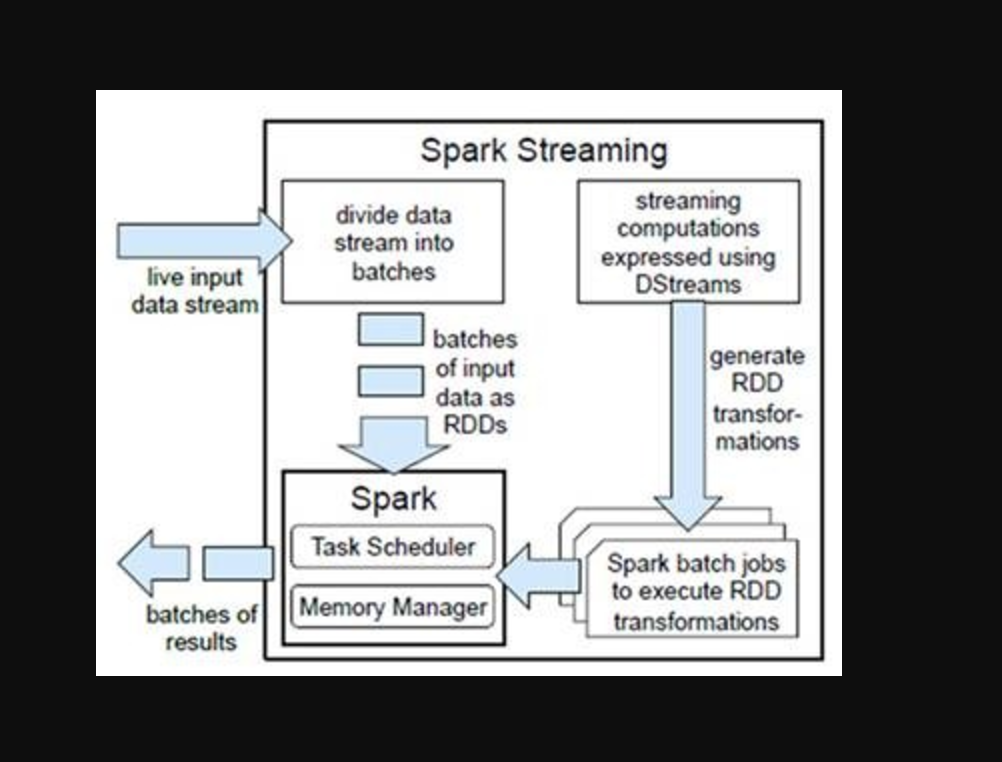 Spark Streaming
divide data
stream into
batches
streaming
computations
expressed using
DStreams
live input
data stream
batches
of input
data as
RDDs
generate
RDD
transfor-
mations
Spark
Task Scheduler
Memory Manager
Spark batch jobs
to execute RDD
transformations
batches of
results